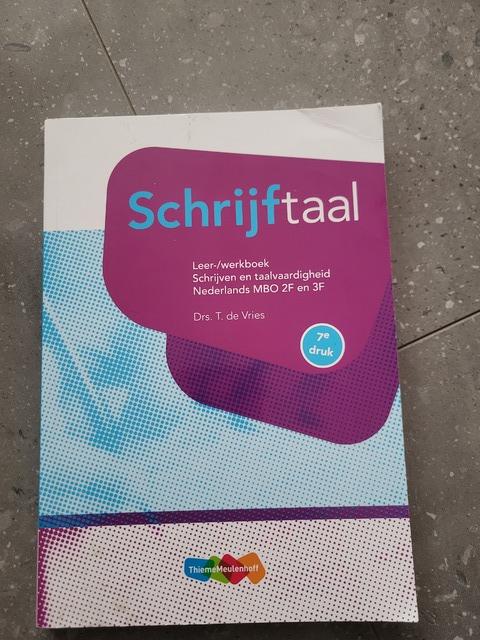 Schrijftaal
Leer-/werkboek
Schrijven en taalvaardigheid
Nederlands MBO 2F en 3F
Drs. T. de Vries
7e
druk
ThiemeMeulenhoff